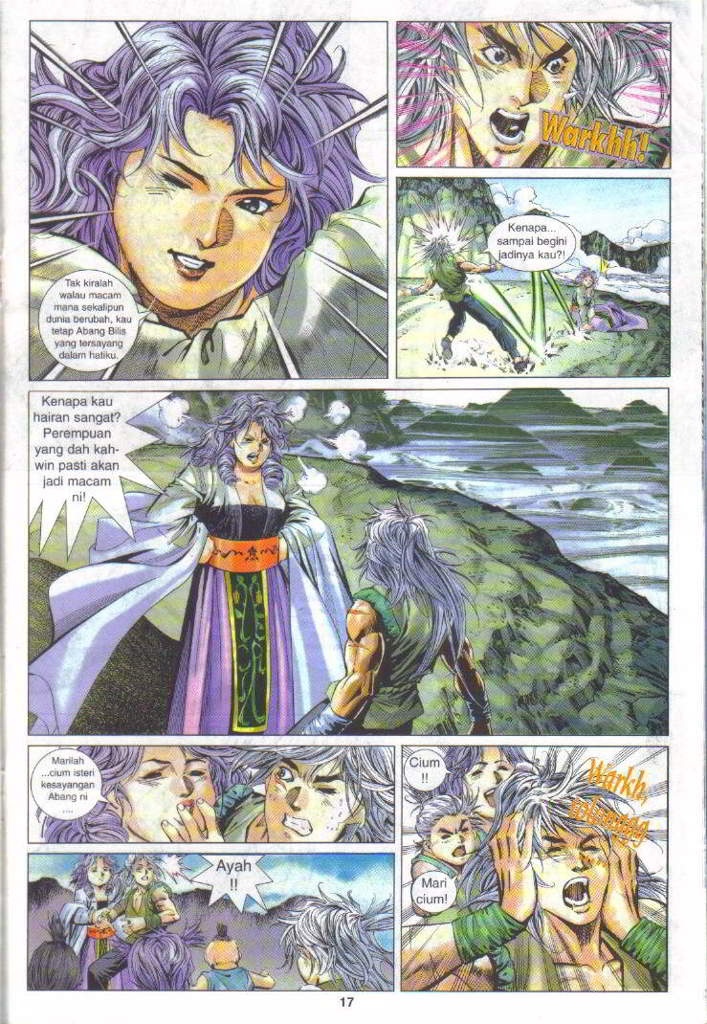 Tak kiralah
walau macam
mana sekalipun
dunia berubah, kau
tetap Abang Bilis
yang tersayang
dalam hatiku.
Warkhh!
Kenapa...
sampai begini
jadinya kau?!
Kenapa kau
hairan sangat?
Perempuan
yang dah kah-
win pasti akan
jadi macam
ni!
Marilah
...cium isteri
kesayangan
Abang ni
....
Ayah
!!
Cium
!!
Warkh,
tolooongg
Mari
cium!
17